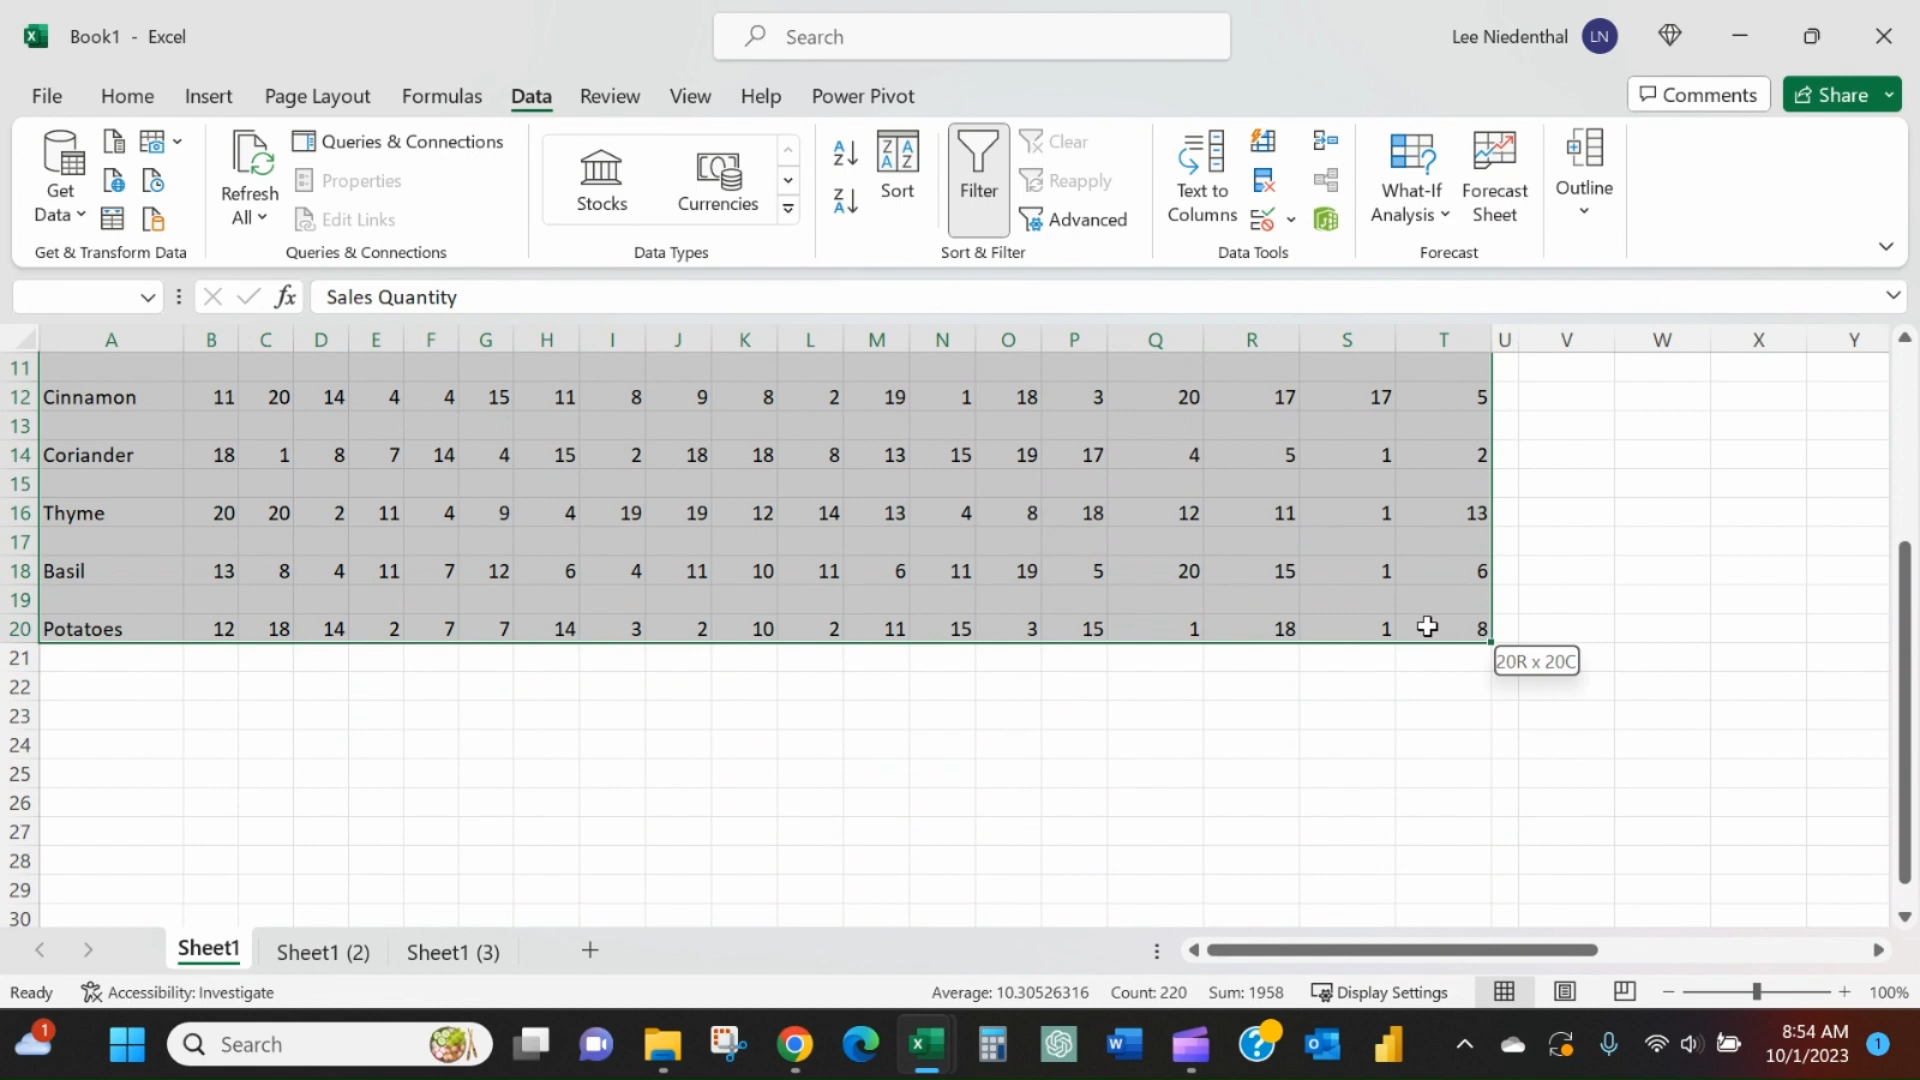 Book1 - Excel
Search
Lee Niedenthal
LN
File Home Insert Page Layout Formulas Data Review View Help Power Pivot
Comments
Share
Get Data
Refresh All
Queries & Connections
Properties
Edit Links
Stocks
Currencies
Sort
Filter
Clear
Reapply
Advanced
Text to Columns
What-If Analysis
Forecast Sheet
Outline
Get & Transform Data
Queries & Connections
Data Types
Sort & Filter
Data Tools
Forecast
fx Sales Quantity
A B C D E F G H I J K L M N O P Q R S T U V W X Y
11
12 Cinnamon 11 20 14 4 4 15 11 8 9 8 2 19 1 18 3 20 17 17 5
13
14 Coriander 18 1 8 7 14 4 15 2 18 18 8 13 15 19 17 4 5 1 2
15
16 Thyme 20 20 2 11 4 9 4 19 19 12 14 13 4 8 18 12 11 1 13
17
18 Basil 13 8 4 11 7 12 6 4 11 10 11 6 11 19 5 20 15 1 6
19
20 Potatoes 12 18 14 2 7 7 14 3 2 10 2 11 15 3 15 1 18 1 8
20R x 20C
21
22
23
24
25
26
27
28
29
30
Sheet1 Sheet1 (2) Sheet1 (3)
Ready Accessibility: Investigate Average: 10.30526316 Count: 220 Sum: 1958 Display Settings 100%
1
Search
8:54 AM
10/1/2023
1